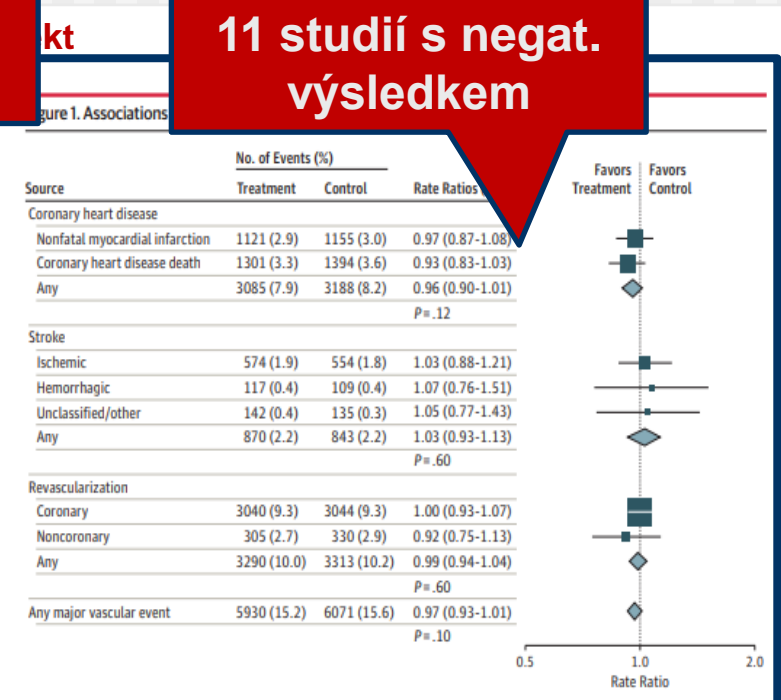 ekt
11 studií s negat.
výsledkem
gure 1. Associations
No. of Events (%)
Source Treatment Control Rate Ratios
Favors Treatment Favors Control
Coronary heart disease
Nonfatal myocardial infarction 1121 (2.9) 1155 (3.0) 0.97 (0.87-1.08)
Coronary heart disease death 1301 (3.3) 1394 (3.6) 0.93 (0.83-1.03)
Any 3085 (7.9) 3188 (8.2) 0.96 (0.90-1.01)
P = .12
Stroke
Ischemic 574 (1.9) 554 (1.8) 1.03 (0.88-1.21)
Hemorrhagic 117 (0.4) 109 (0.4) 1.07 (0.76-1.51)
Unclassified/other 142 (0.4) 135 (0.3) 1.05 (0.77-1.43)
Any 870 (2.2) 843 (2.2) 1.03 (0.93-1.13)
P = .60
Revascularization
Coronary 3040 (9.3) 3044 (9.3) 1.00 (0.93-1.07)
Noncoronary 305 (2.7) 330 (2.9) 0.92 (0.75-1.13)
Any 3290 (10.0) 3313 (10.2) 0.99 (0.94-1.04)
P = .60
Any major vascular event 5930 (15.2) 6071 (15.6) 0.97 (0.93-1.01)
P = .10
0.5 1.0 2.0
Rate Ratio